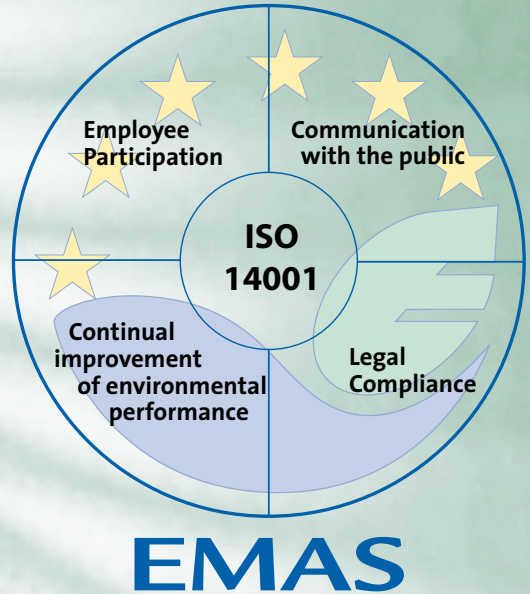 Employee
Participation
Communication
with the public
ISO
14001
Continual
improvement
of environmental
performance
Legal
Compliance
EMAS